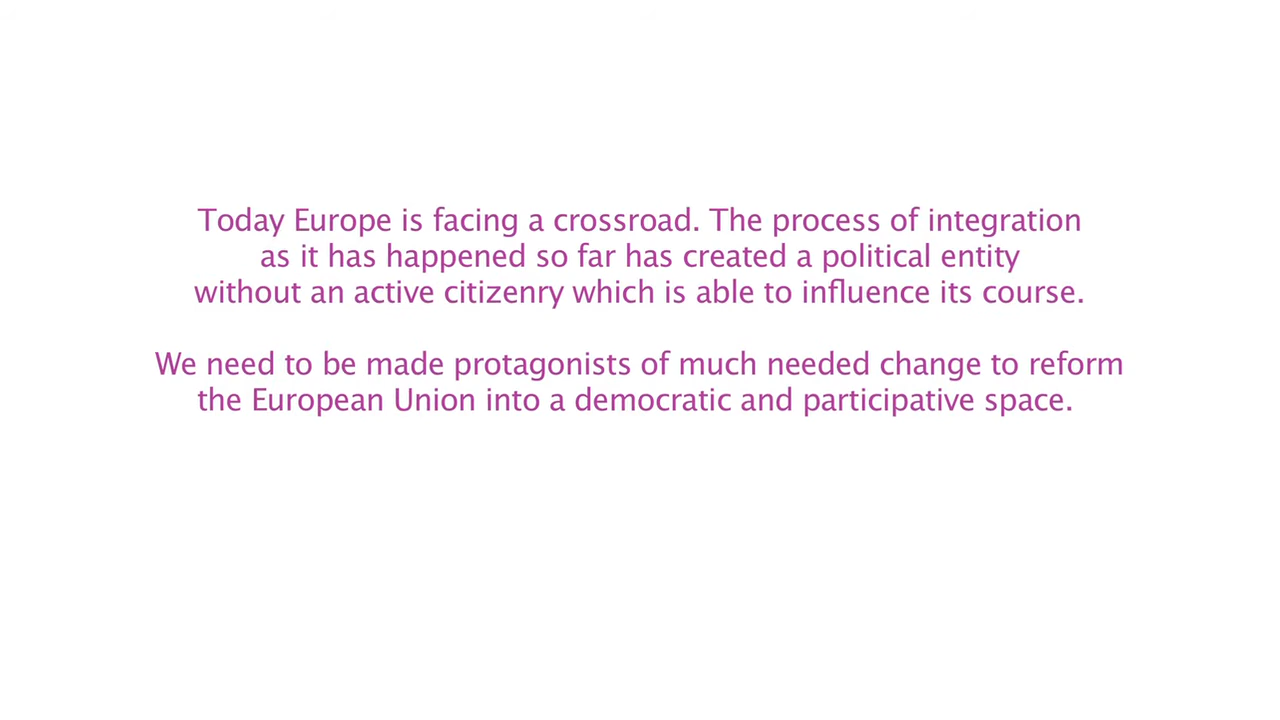 Today Europe is facing a crossroad. The process of integration
as it has happened so far has created a political entity
without an active citizenry which is able to influence its course.
We need to be made protagonists of much needed change to reform
the European Union into a democratic and participative space.